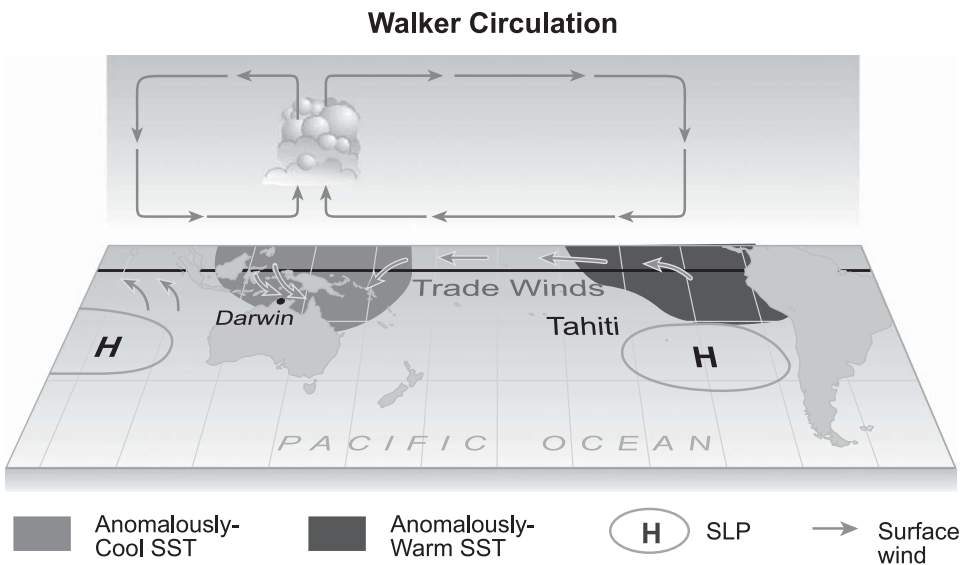 Walker Circulation
Trade Winds
Darwin
Tahiti
H
H
PACIFIC OCEAN
Anomalously-
Cool SST
Anomalously-
Warm SST
H
SLP
Surface
wind